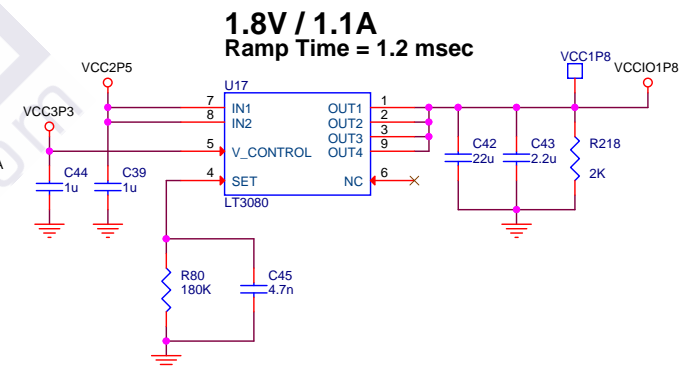 1.8V / 1.1A
Ramp Time = 1.2 msec
VCC2P5
VCC1P8
VCCIO1P8
U17
VCC3P3
7
IN1
OUT1
1
8
IN2
OUT2
2
OUT3
3
5
V_CONTROL
OUT4
9
4
SET
NC
6
LT3080
C44
1u
C39
1u
C42
22u
C43
2.2u
R218
2K
R80
180K
C45
4.7n
A
com